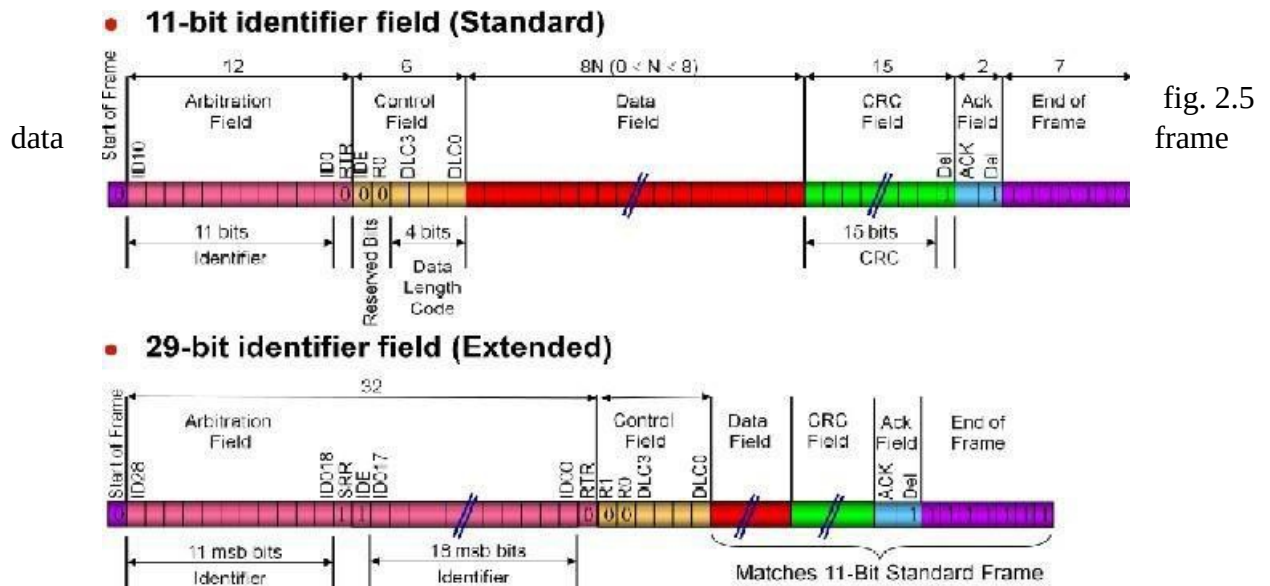 • 11-bit identifier field (Standard)
12 6 8N (0 < N < 8) 15 2 7
Start of Frame
Arbitration Field
Control Field
Data Field
CRC Field
Ack Field
End of Frame
fig. 2.5
data frame
ID10 ID0 RTR IDE R0 DLC3 DLC0 Del ACK Del
0 0 0 0 1 1
11 bits
Identifier
Reserved Bits
4 bits
Data Length Code
15 bits
CRC
• 29-bit identifier field (Extended)
32
Start of Frame
Arbitration Field
Control Field
Data Field
CRC Field
Ack Field
End of Frame
ID28 ID018 SRR IDE ID017 ID00 RTR R1 R0 DLC3 DLC0 ACK Del
0 1 1 0 0 0 1
11 msb bits
Identifier
18 msb bits
Identifier
Matches 11-Bit Standard Frame